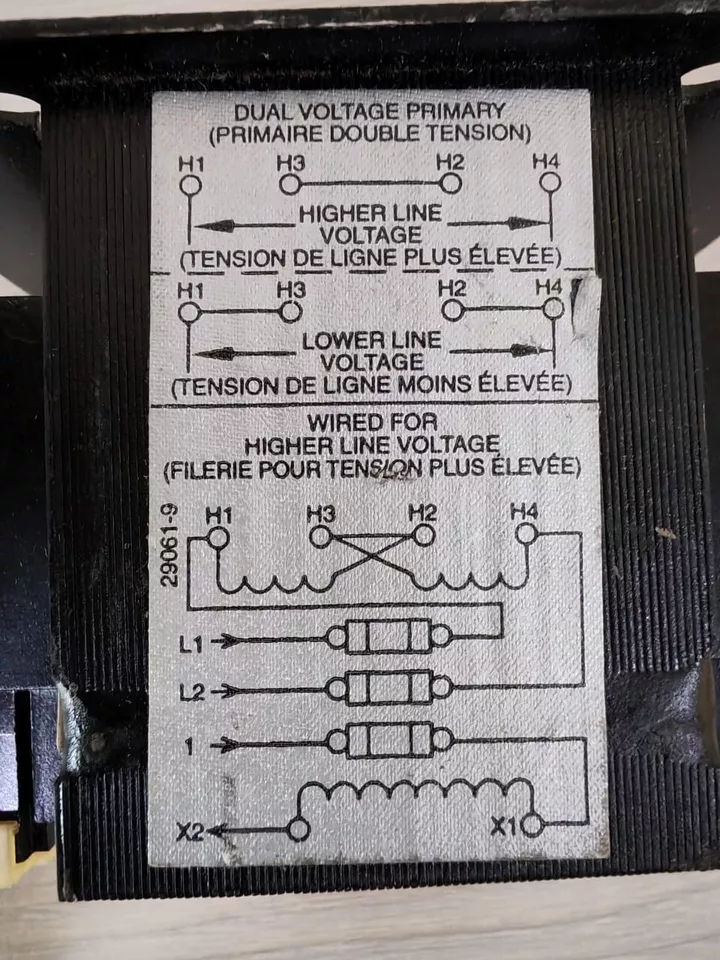 DUAL VOLTAGE PRIMARY
(PRIMAIRE DOUBLE TENSION)
H1 H3 H2 H4
HIGHER LINE
VOLTAGE
(TENSION DE LIGNE PLUS ÉLEVÉE)
H1 H3 H2 H4
LOWER LINE
VOLTAGE
(TENSION DE LIGNE MOINS ÉLEVÉE)
WIRED FOR
HIGHER LINE VOLTAGE
(FILERIE POUR TENSION PLUS ÉLEVÉE)
29061-9
H1 H3 H2 H4
L1
L2
1
X2 X1